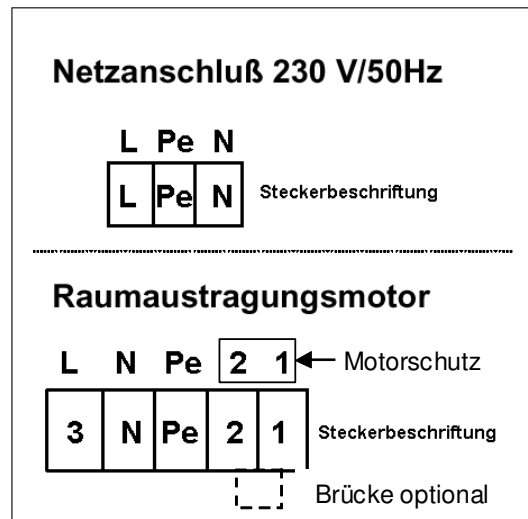 Netzanschluß 230 V/50Hz
L Pe N
L Pe N Steckerbeschriftung
Raumaustragungsmotor
L N Pe 2 1 Motorschutz
3 N Pe 2 1 Steckerbeschriftung
Brücke optional